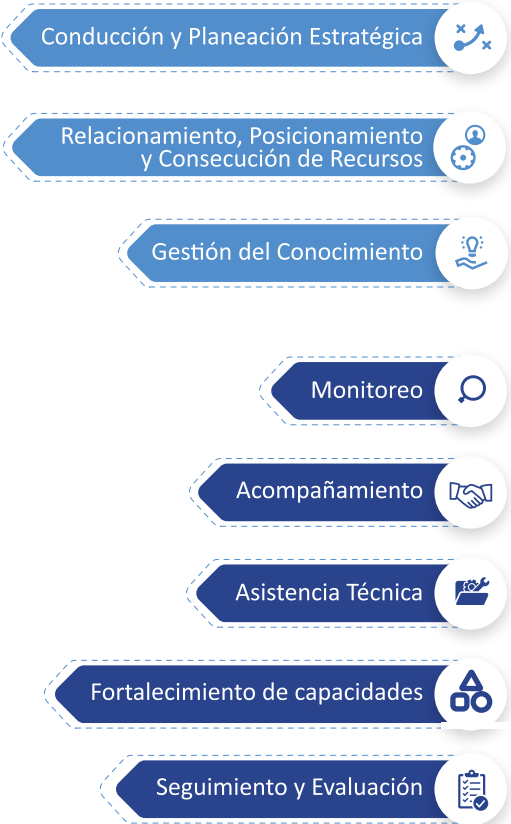 Conducción y Planeación Estratégica
Relacionamiento, Posicionamiento
y Consecución de Recursos
Gestión del Conocimiento
Monitoreo
Acompañamiento
Asistencia Técnica
Fortalecimiento de capacidades
Seguimiento y Evaluación